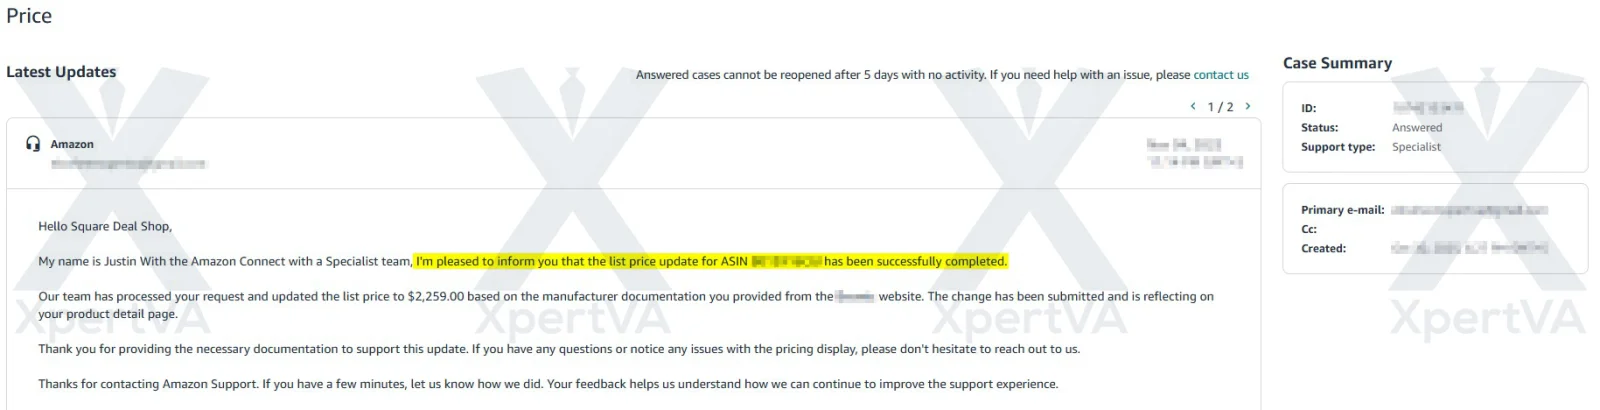 Price
Latest Updates
Answered cases cannot be reopened after 5 days with no activity. If you need help with an issue, please contact us
1 / 2
Amazon
Hello Square Deal Shop,
My name is Justin With the Amazon Connect with a Specialist team, I'm pleased to inform you that the list price update for ASIN has been successfully completed.
Our team has processed your request and updated the list price to $2,259.00 based on the manufacturer documentation you provided from the website. The change has been submitted and is reflecting on
your product detail page.
Thank you for providing the necessary documentation to support this update. If you have any questions or notice any issues with the pricing display, please don't hesitate to reach out to us.
Thanks for contacting Amazon Support. If you have a few minutes, let us know how we did. Your feedback helps us understand how we can continue to improve the support experience.
Case Summary
ID:
Status: Answered
Support type: Specialist
Primary e-mail:
Cc:
Created:
XpertVA
XpertVA
XpertVA
XpertVA